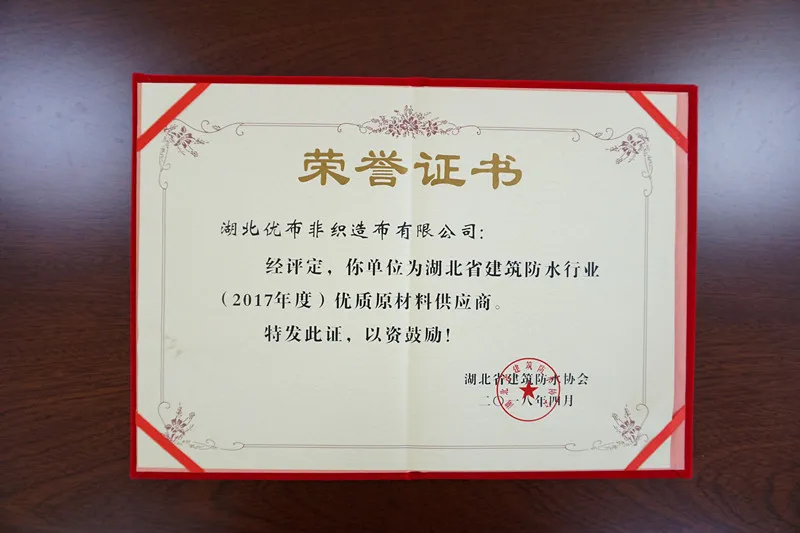 荣誉证书
湖北优布非织造布有限公司:
经评定，你单位为湖北省建筑防水行业
（2017年度）优质原材料供应商。
特发此证，以资鼓励！
湖北省建筑防水协会
二〇一八年四月